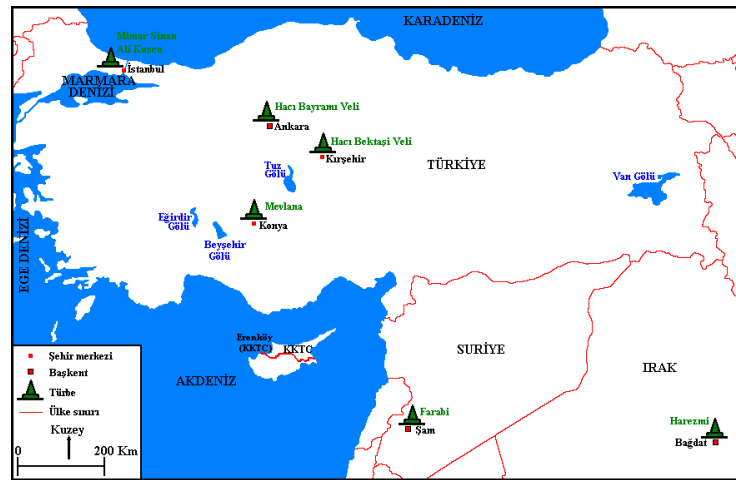 KARADENİZ
Mimar Sinan
Ali Kuşcu
İstanbul
MARMARA
DENİZİ
Hacı Bayramı Veli
Ankara
Hacı Bektaşi Veli
Kırşehir
TÜRKİYE
Tuz
Gölü
Van Gölü
Mevlana
Konya
Eğirdir
Gölü
Beyşehir
Gölü
EGE DENİZİ
Erenköy
(KKTC)
KKTC
SURİYE
IRAK
AKDENİZ
Farabi
Şam
Harezmi
Bağdat
Şehir merkezi
Başkent
Türbe
Ülke sınırı
Kuzey
0 200 Km